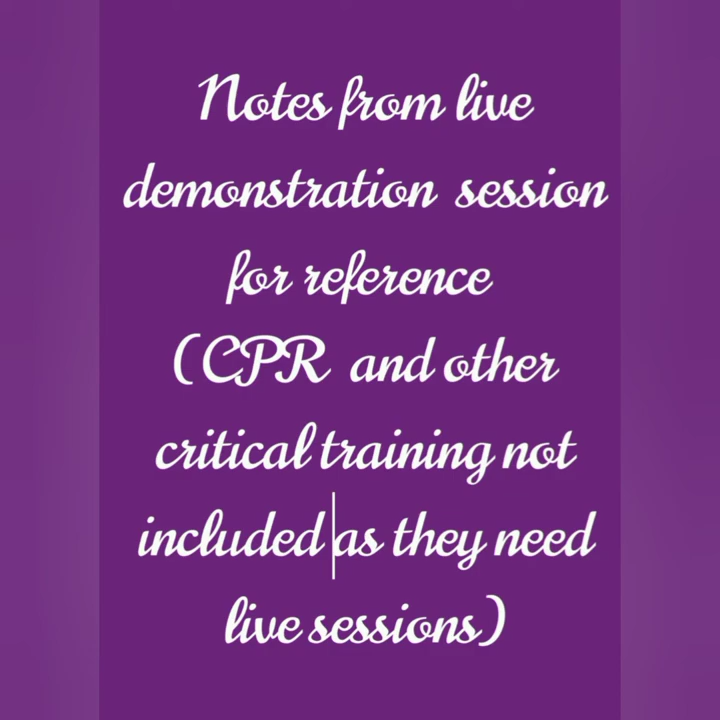 Notes from live
demonstration session
for reference
(CPR and other
critical training not
included as they need
live sessions)